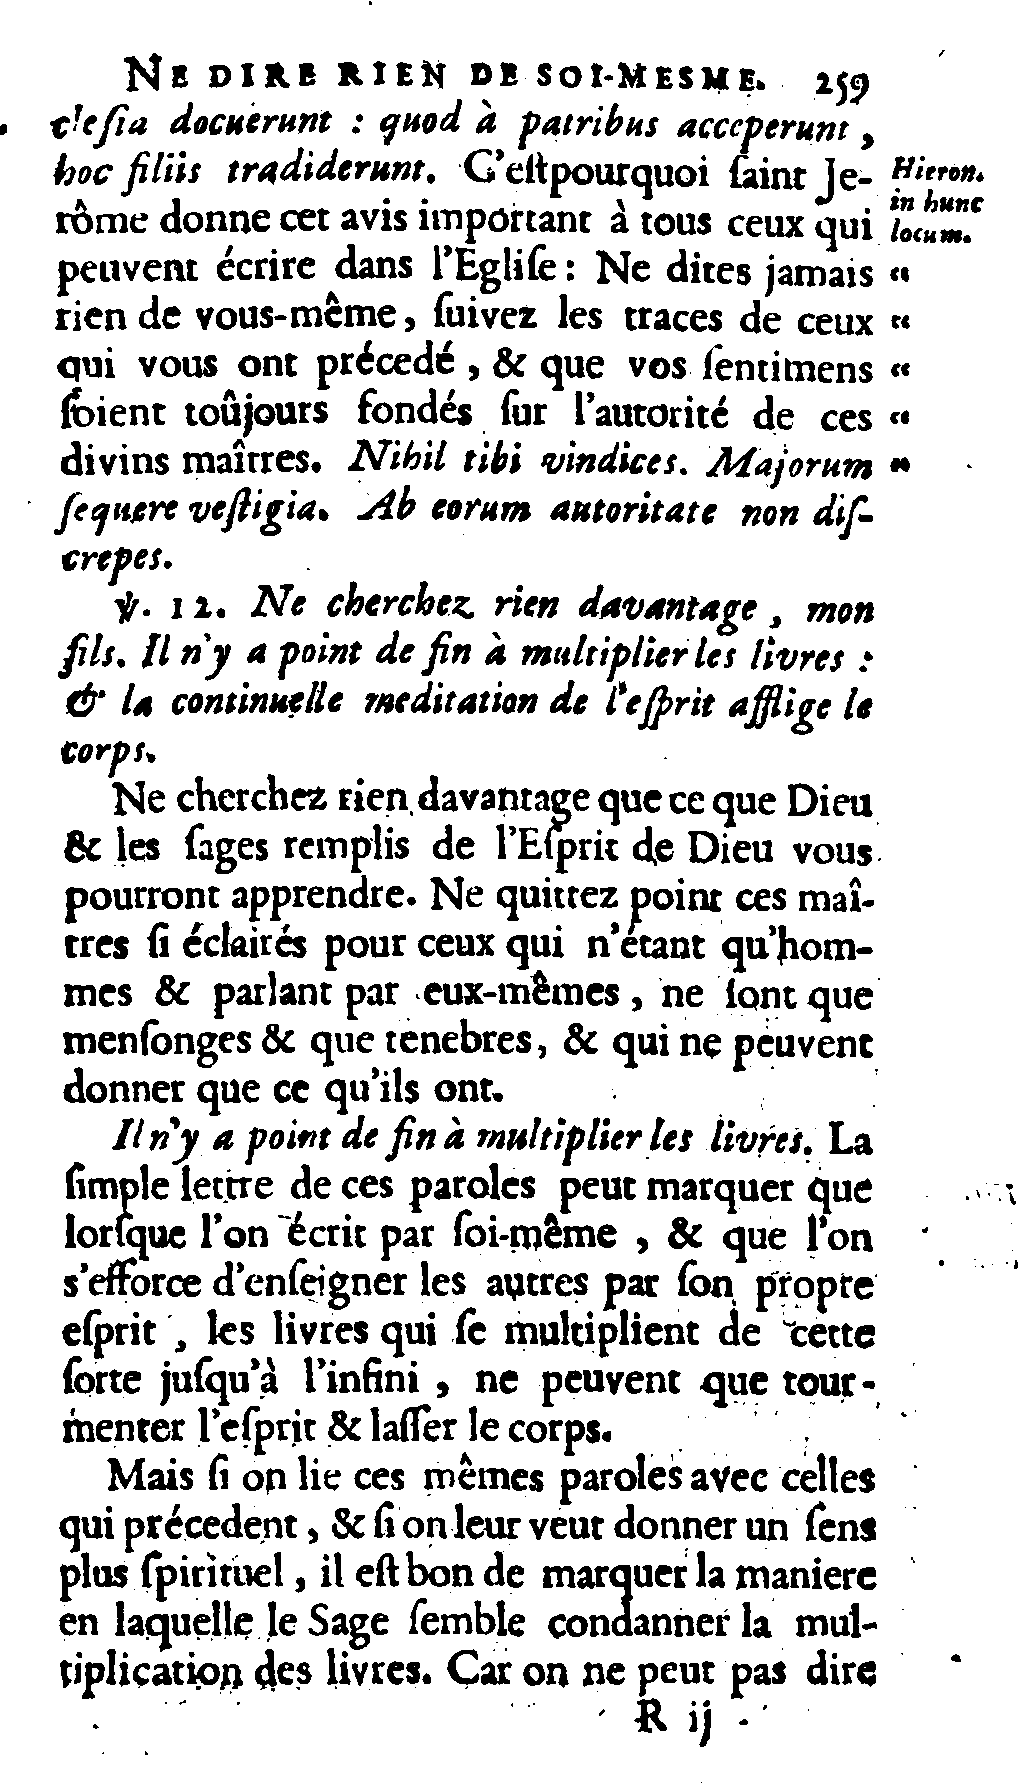 NE DIRE RIEN DE SOI-MESME. 259
clesia docuerunt : quod à patribus acceperunt ,
hoc filiis tradiderunt. C'estpourquoi ſaint Je-
rôme donne cet avis important à tous ceux qui
peuvent écrire dans l'Egliſe : Ne dites jamais “
rien de vous-même, ſuivez les traces de ceux “
qui vous ont précedé , & que vos ſentimens “
ſoient toûjours fondés ſur l'autorité de ces “
divins maîtres. Nihil tibi vindices. Majorum “
ſequere veſtigia. Ab eorum autoritate non diſ-
crepes.
Hieron.
in hunc
locum.
℣. 12. Ne cherchez rien davantage , mon
fils. Il n'y a point de fin à multiplier les livres :
& la continuelle meditation de l'eſprit afflige le
corps.
Ne cherchez rien davantage que ce que Dieu
& les ſages remplis de l'Eſprit de Dieu vous
pourront apprendre. Ne quittez point ces maî-
tres ſi éclairés pour ceux qui n'étant qu'hom-
mes & parlant par eux-mêmes , ne ſont que
menſonges & que tenebres, & qui ne peuvent
donner que ce qu'ils ont.
Il n'y a point de fin à multiplier les livres. La
ſimple lettre de ces paroles peut marquer que
lorſque l'on écrit par ſoi-même , & que l'on
s'efforce d'enſeigner les autres par ſon propre
eſprit , les livres qui ſe multiplient de cette
ſorte juſqu'à l'infini , ne peuvent que tour-
menter l'eſprit & laſſer le corps.
Mais ſi on lie ces mêmes paroles avec celles
qui précedent , & ſi on leur veut donner un ſens
plus ſpirituel , il eſt bon de marquer la maniere
en laquelle le Sage ſemble condanner la mul-
tiplication des livres. Car on ne peut pas dire
R ij